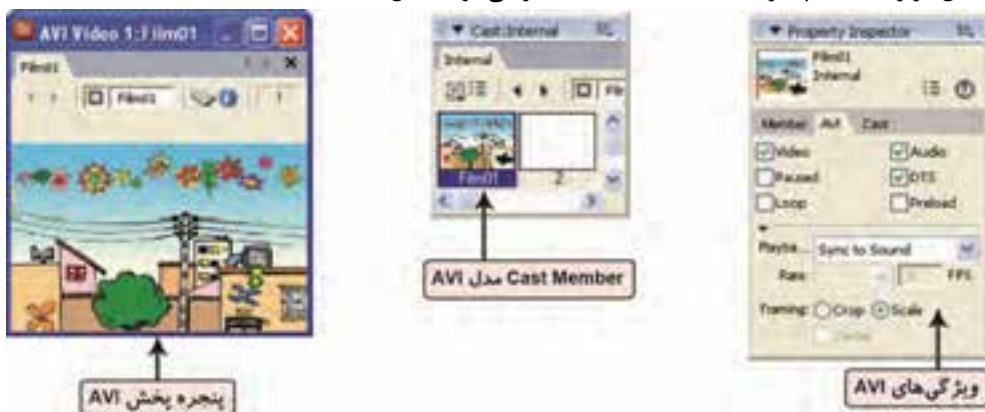 AVI Video 1:Film01
Film01
Film01
1
پنجره پخش AVI
Cast:Internal
Internal
Film01
2
Cast Member مدل AVI
Property Inspector
Film01
Internal
Member AVI Cast
Video Audio
Paused DTS
Loop Preload
Sync to Sound
Rate: FPS
Framing: Crop Scale
Center
ویژگی‌های AVI